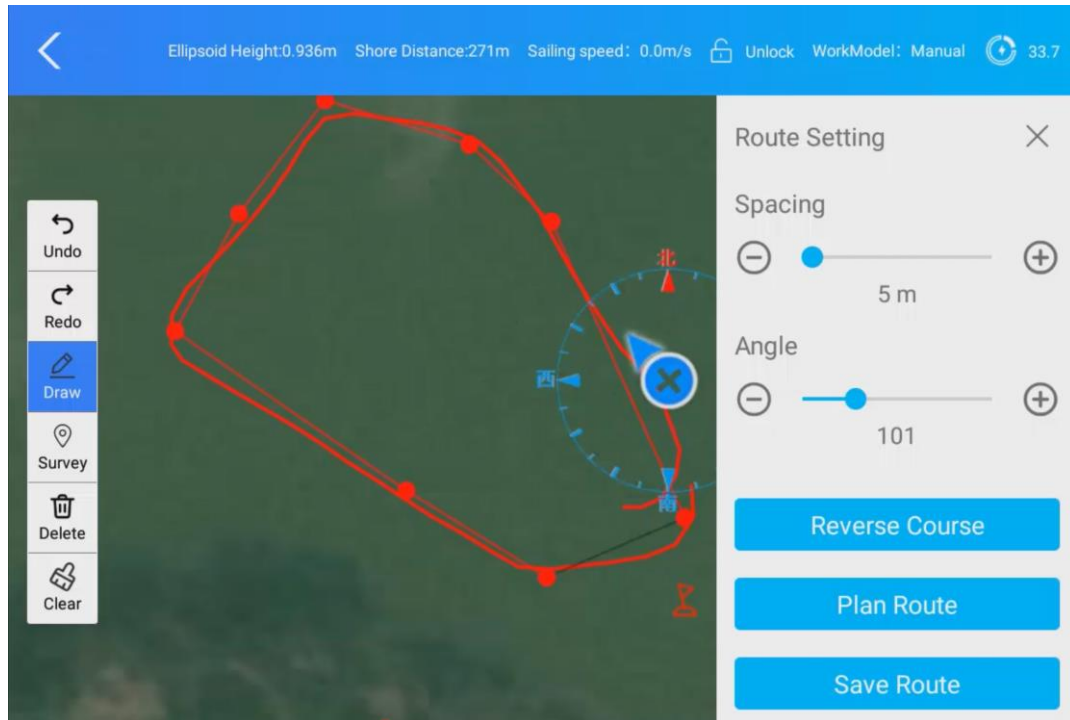 Ellipsoid Height:0.936m Shore Distance:271m Sailing speed：0.0m/s Unlock WorkModel：Manual 33.7
Route Setting
Spacing
5 m
Angle
101
Reverse Course
Plan Route
Save Route
Undo
Redo
Draw
Survey
Delete
Clear
北
西
南